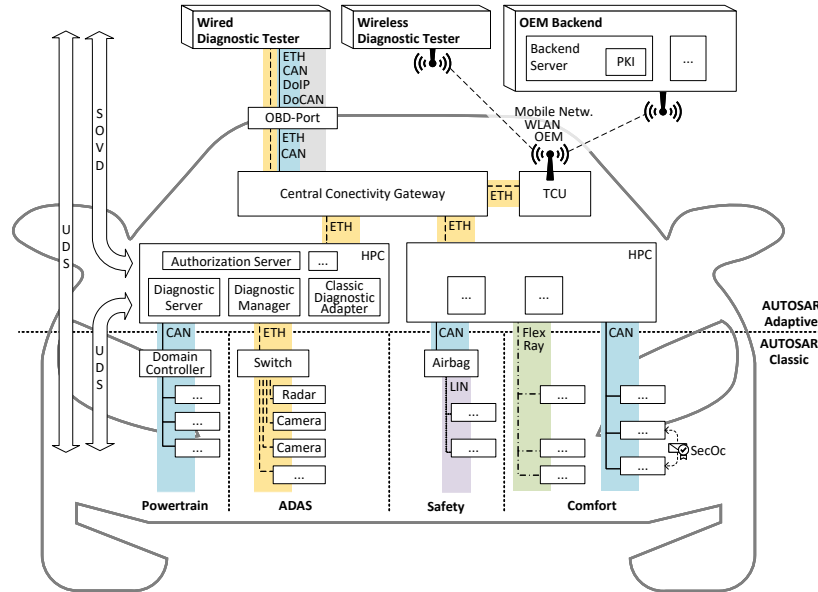 Wired
Diagnostic Tester
Wireless
Diagnostic Tester
OEM Backend
Backend
Server
PKI
...
ETH
CAN
DoIP
DoCAN
OBD-Port
ETH
CAN
Mobile Netw.
WLAN
OEM
Central Conectivity Gateway
ETH
TCU
SOVD
UDS
UDS
ETH
ETH
HPC
Authorization Server
...
Diagnostic
Server
Diagnostic
Manager
Classic
Diagnostic
Adapter
HPC
...
...
AUTOSAR
Adaptive
AUTOSAR
Classic
CAN
ETH
CAN
Flex
Ray
CAN
Domain
Controller
Switch
Airbag
LIN
...
...
...
Radar
Camera
Camera
...
...
...
...
...
...
...
...
...
SecOc
Powertrain
ADAS
Safety
Comfort